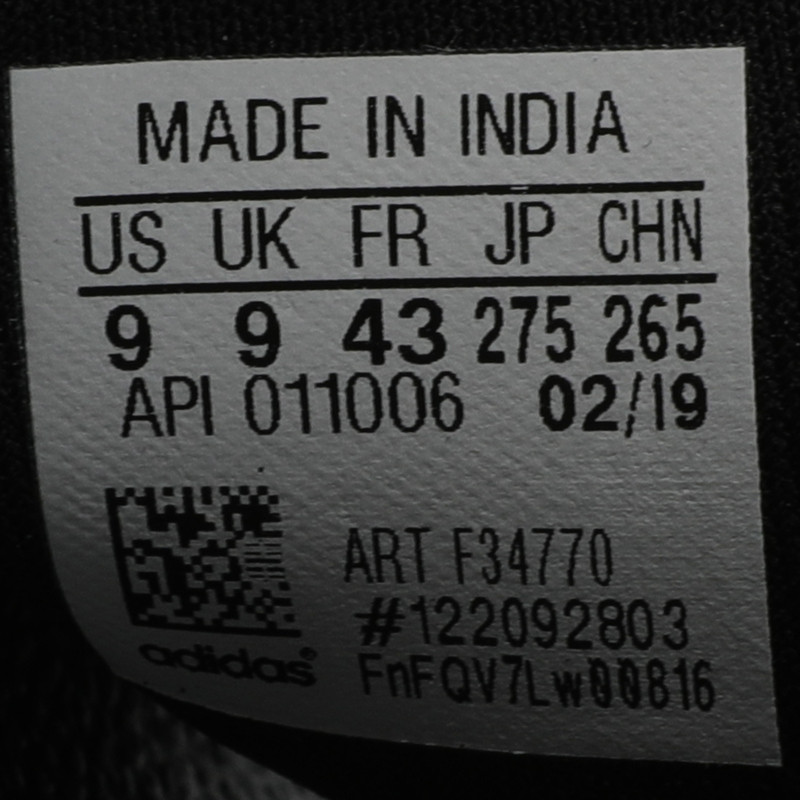 MADE IN INDIA
US UK FR JP CHN
9 9 43 275 265
API 011006 02/19
ART F34770
#122092803
adidas®
FnFQV7Lw00816